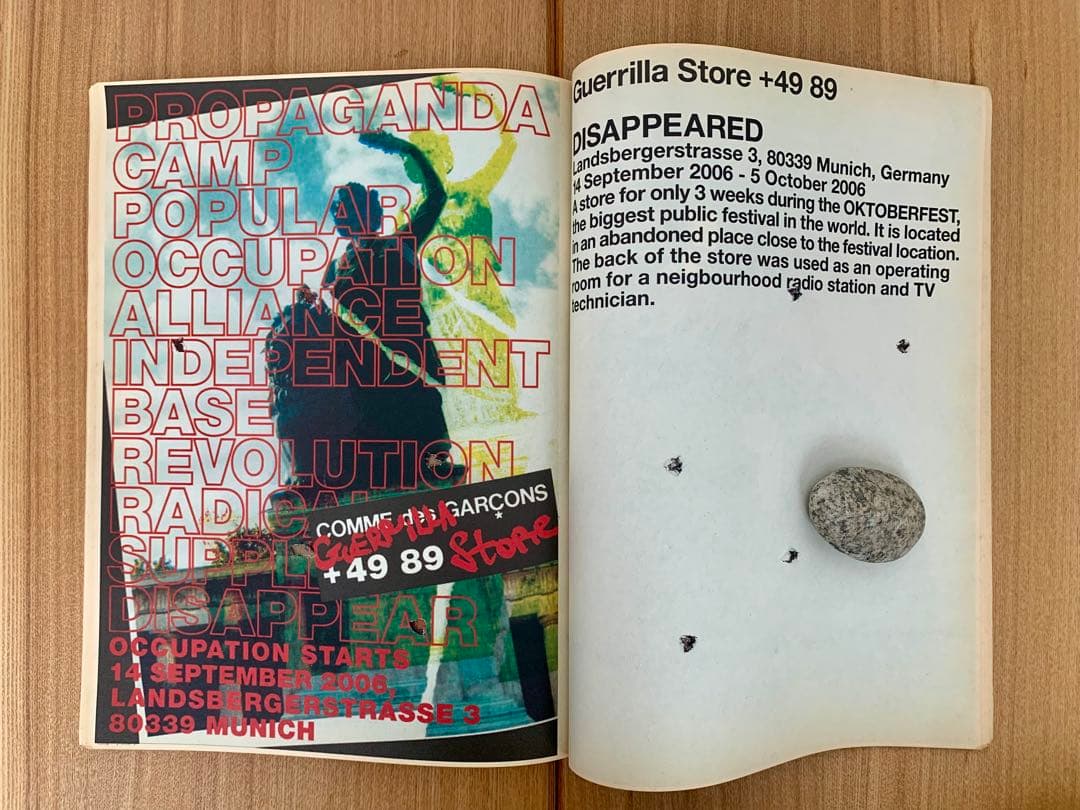 PROPAGANDA
CAMP
POPULAR
OCCUPATION
ALLIANCE
INDEPENDENT
BASE
REVOLUTION
RADICAL
SUPPLY
DISAPPEAR
COMME des GARÇONS
GUERRILLA Store
+49 89
OCCUPATION STARTS
14 SEPTEMBER 2006,
LANDSBERGERSTRASSE 3
80339 MUNICH
Guerrilla Store +49 89
DISAPPEARED
Landsbergerstrasse 3, 80339 Munich, Germany
14 September 2006 - 5 October 2006
A store for only 3 weeks during the OKTOBERFEST,
the biggest public festival in the world. It is located
in an abandoned place close to the festival location.
The back of the store was used as an operating
room for a neigbourhood radio station and TV
technician.